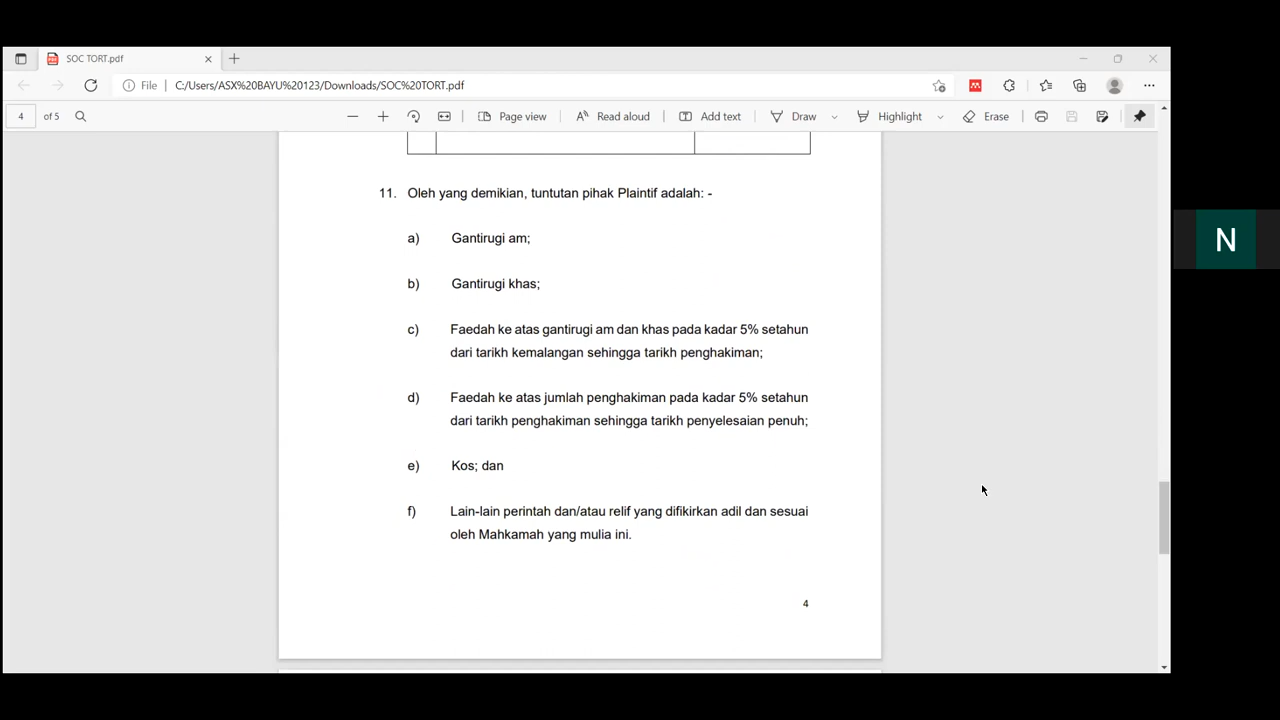 SOC TORT.pdf
File
C:/Users/ASX%20BAYU%20123/Downloads/SOC%20TORT.pdf
4 of 5
Page view
Read aloud
Add text
Draw
Highlight
Erase
11. Oleh yang demikian, tuntutan pihak Plaintif adalah: -
a) Gantirugi am;
b) Gantirugi khas;
c) Faedah ke atas gantirugi am dan khas pada kadar 5% setahun
dari tarikh kemalangan sehingga tarikh penghakiman;
d) Faedah ke atas jumlah penghakiman pada kadar 5% setahun
dari tarikh penghakiman sehingga tarikh penyelesaian penuh;
e) Kos; dan
f) Lain-lain perintah dan/atau relif yang difikirkan adil dan sesuai
oleh Mahkamah yang mulia ini.
4
N